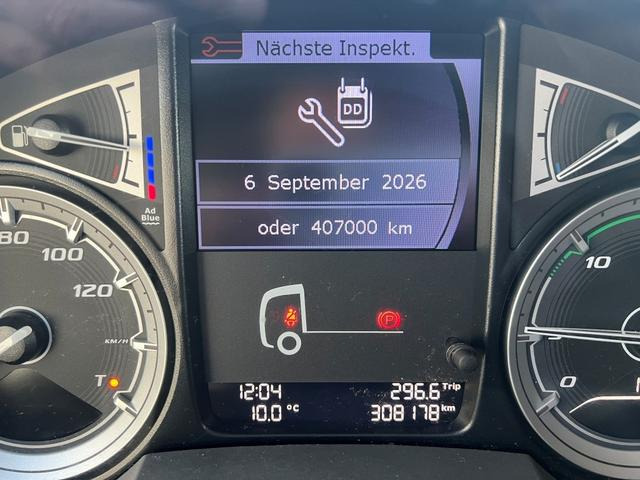 Nächste Inspekt.
DD
6 September 2026
oder 407000 km
Ad
Blue
80
100
120
KM/H
T
10
0
P
12:04 296.6 Trip
10.0 °C 308178 km